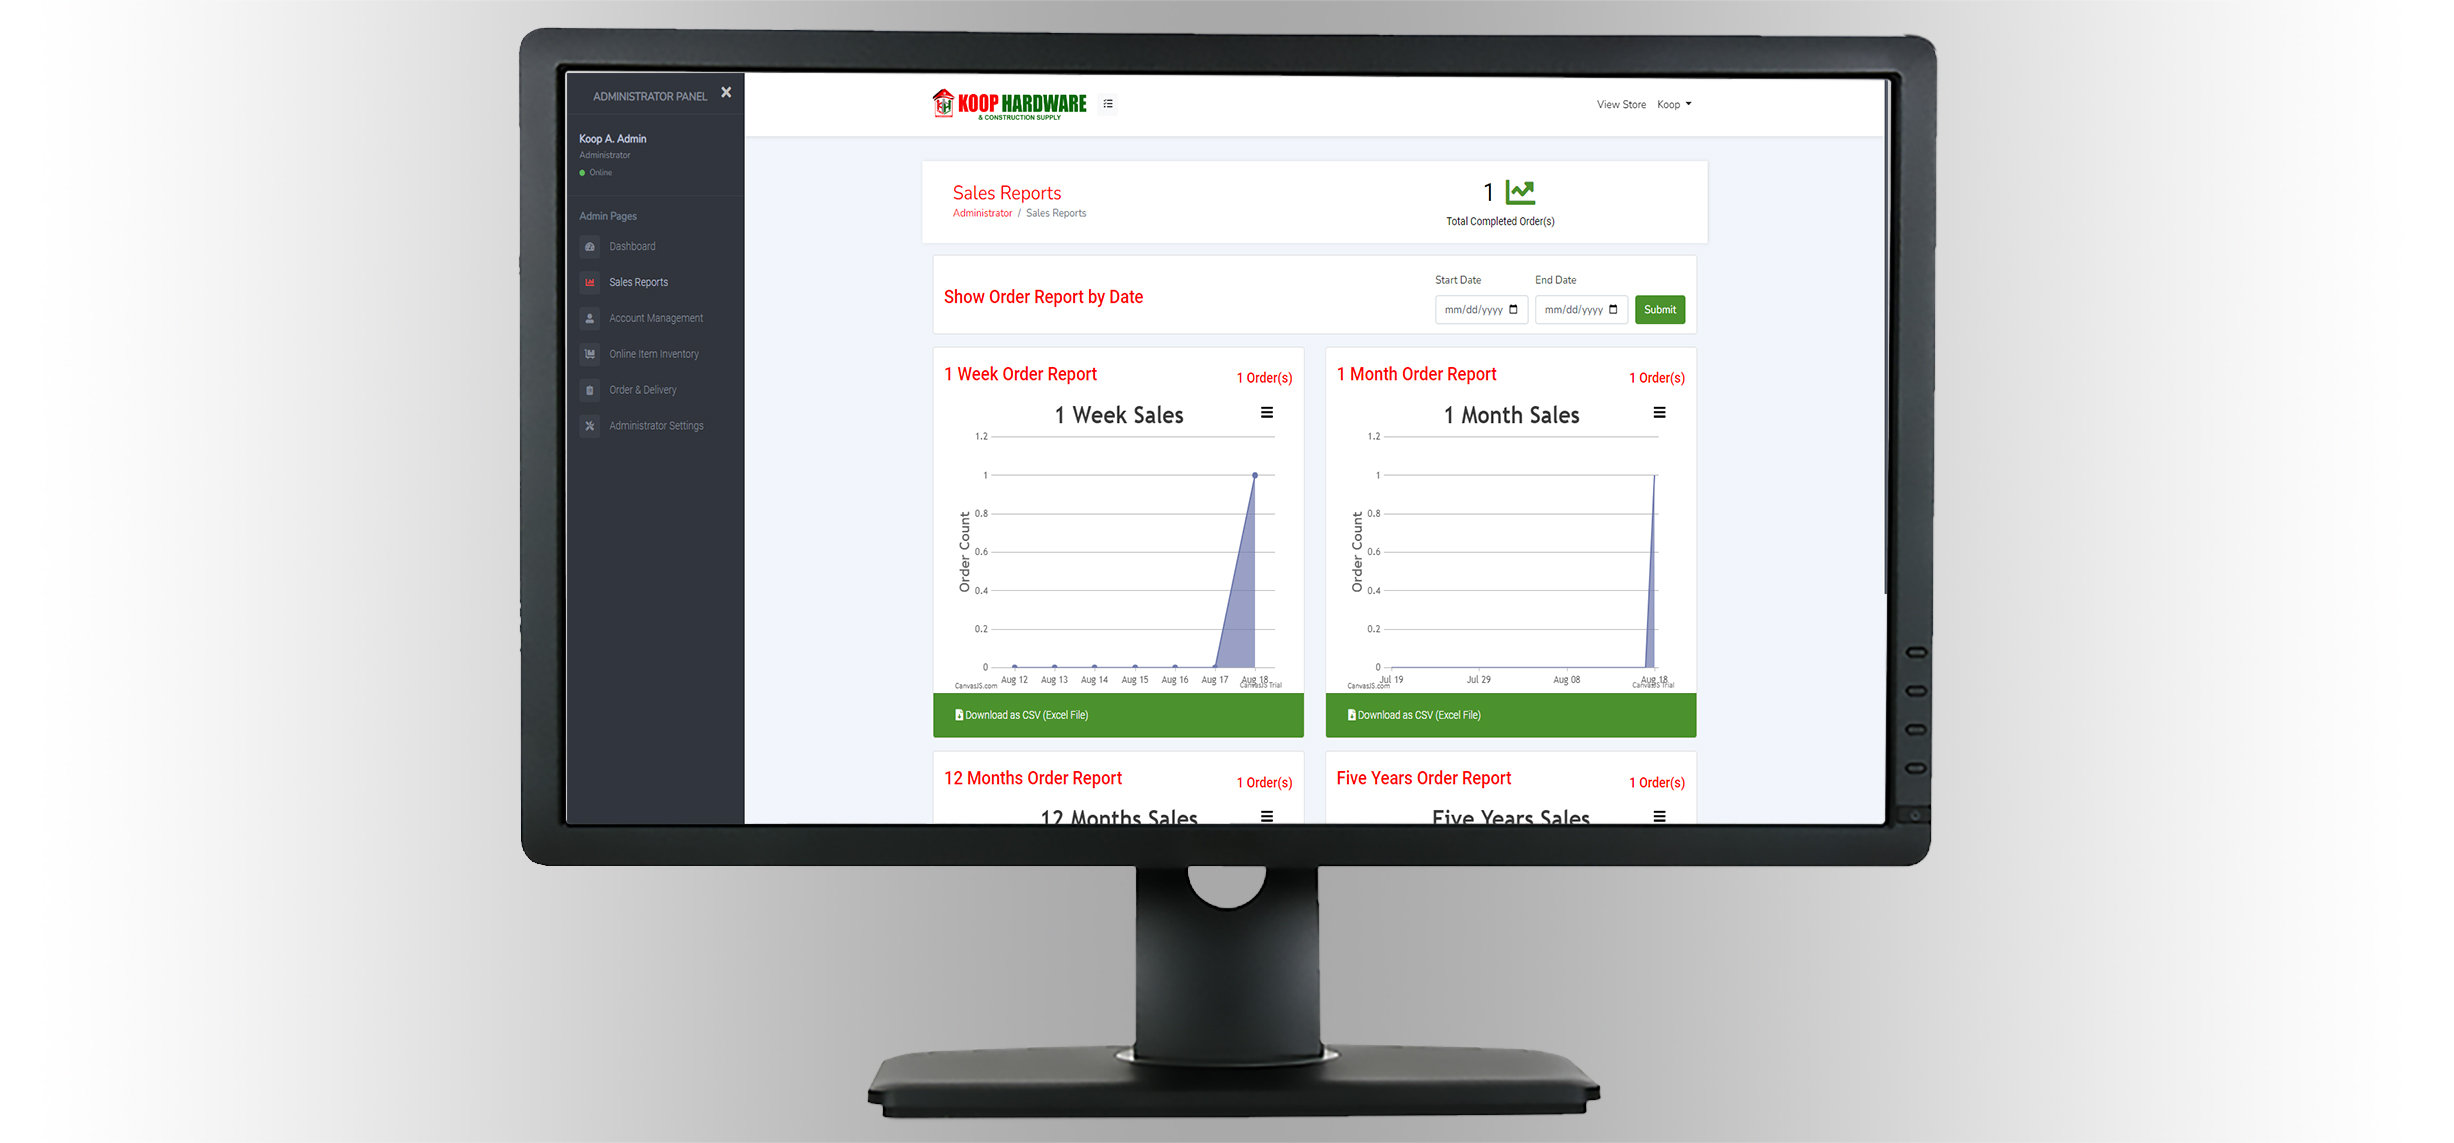 ADMINISTRATOR PANEL
Koop A. Admin
Administrator
Online
Admin Pages
Dashboard
Sales Reports
Account Management
Online Item Inventory
Order & Delivery
Administrator Settings
KOOP HARDWARE
& CONSTRUCTION SUPPLY
View Store Koop
Sales Reports
Administrator / Sales Reports
1
Total Completed Order(s)
Show Order Report by Date
Start Date End Date
mm/dd/yyyy mm/dd/yyyy Submit
1 Week Order Report 1 Order(s)
1 Week Sales
1.2
1
0.8
0.6
0.4
0.2
0
Order Count
Aug 12 Aug 13 Aug 14 Aug 15 Aug 16 Aug 17 Aug 18
CanvasJS.com CanvasJS Trial
Download as CSV (Excel File)
1 Month Order Report 1 Order(s)
1 Month Sales
1.2
1
0.8
0.6
0.4
0.2
0
Order Count
Jul 19 Jul 29 Aug 08 Aug 18
CanvasJS.com CanvasJS Trial
Download as CSV (Excel File)
12 Months Order Report 1 Order(s)
12 Months Sales
Five Years Order Report 1 Order(s)
Five Years Sales